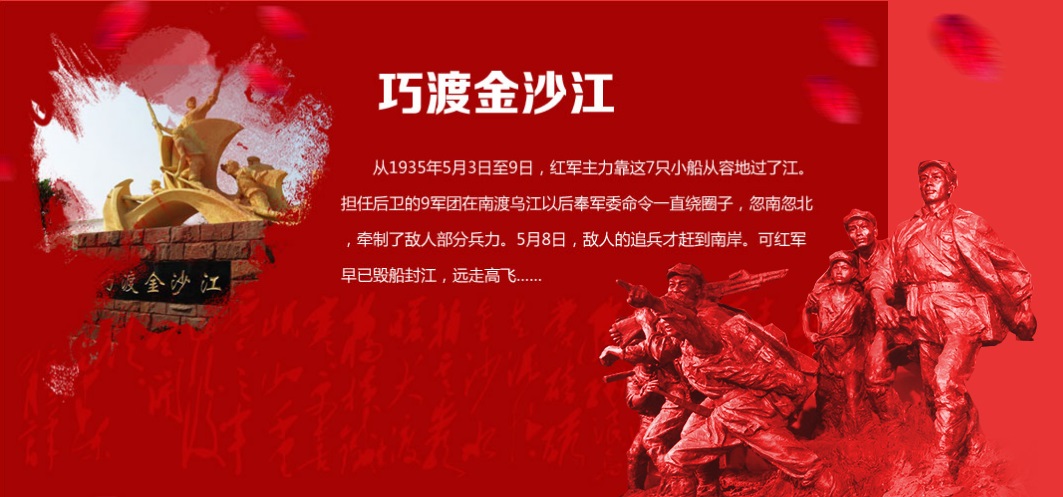 巧渡金沙江
从1935年5月3日至9日，红军主力靠这7只小船从容地过了江。
担任后卫的9军团在南渡乌江以后奉军委命令一直绕圈子，忽南忽北
，牵制了敌人部分兵力。5月8日，敌人的追兵才赶到南岸。可红军
早已毁船封江，远走高飞......
巧渡金沙江